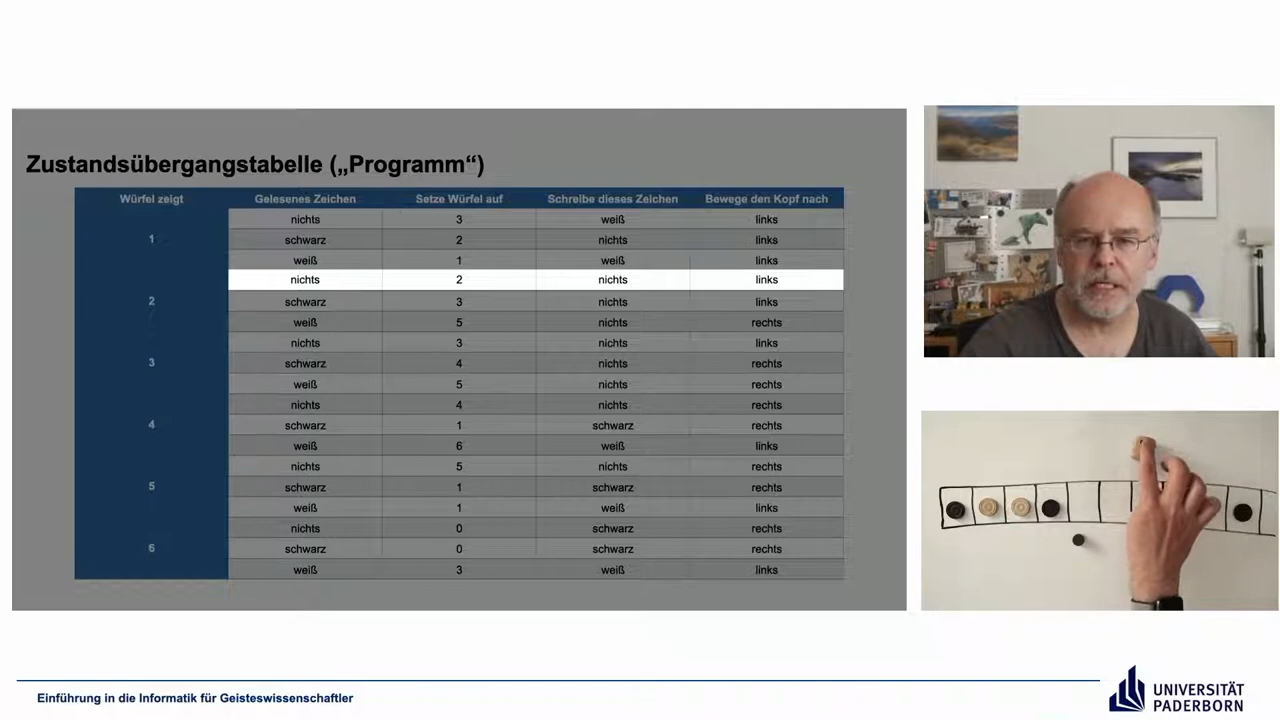 Zustandsübergangstabelle („Programm“)
Würfel zeigt Gelesenes Zeichen Setze Würfel auf Schreibe dieses Zeichen Bewege den Kopf nach
nichts 3 weiß links
1 schwarz 2 nichts links
weiß 1 weiß links
nichts 2 nichts links
2 schwarz 3 nichts links
weiß 5 nichts rechts
nichts 3 nichts links
3 schwarz 4 nichts rechts
weiß 5 nichts rechts
nichts 4 nichts rechts
4 schwarz 1 schwarz rechts
weiß 6 weiß links
nichts 5 nichts rechts
5 schwarz 1 schwarz rechts
weiß 1 weiß links
nichts 0 schwarz rechts
6 schwarz 0 schwarz rechts
weiß 3 weiß links
Einführung in die Informatik für Geisteswissenschaftler
UNIVERSITÄT
PADERBORN